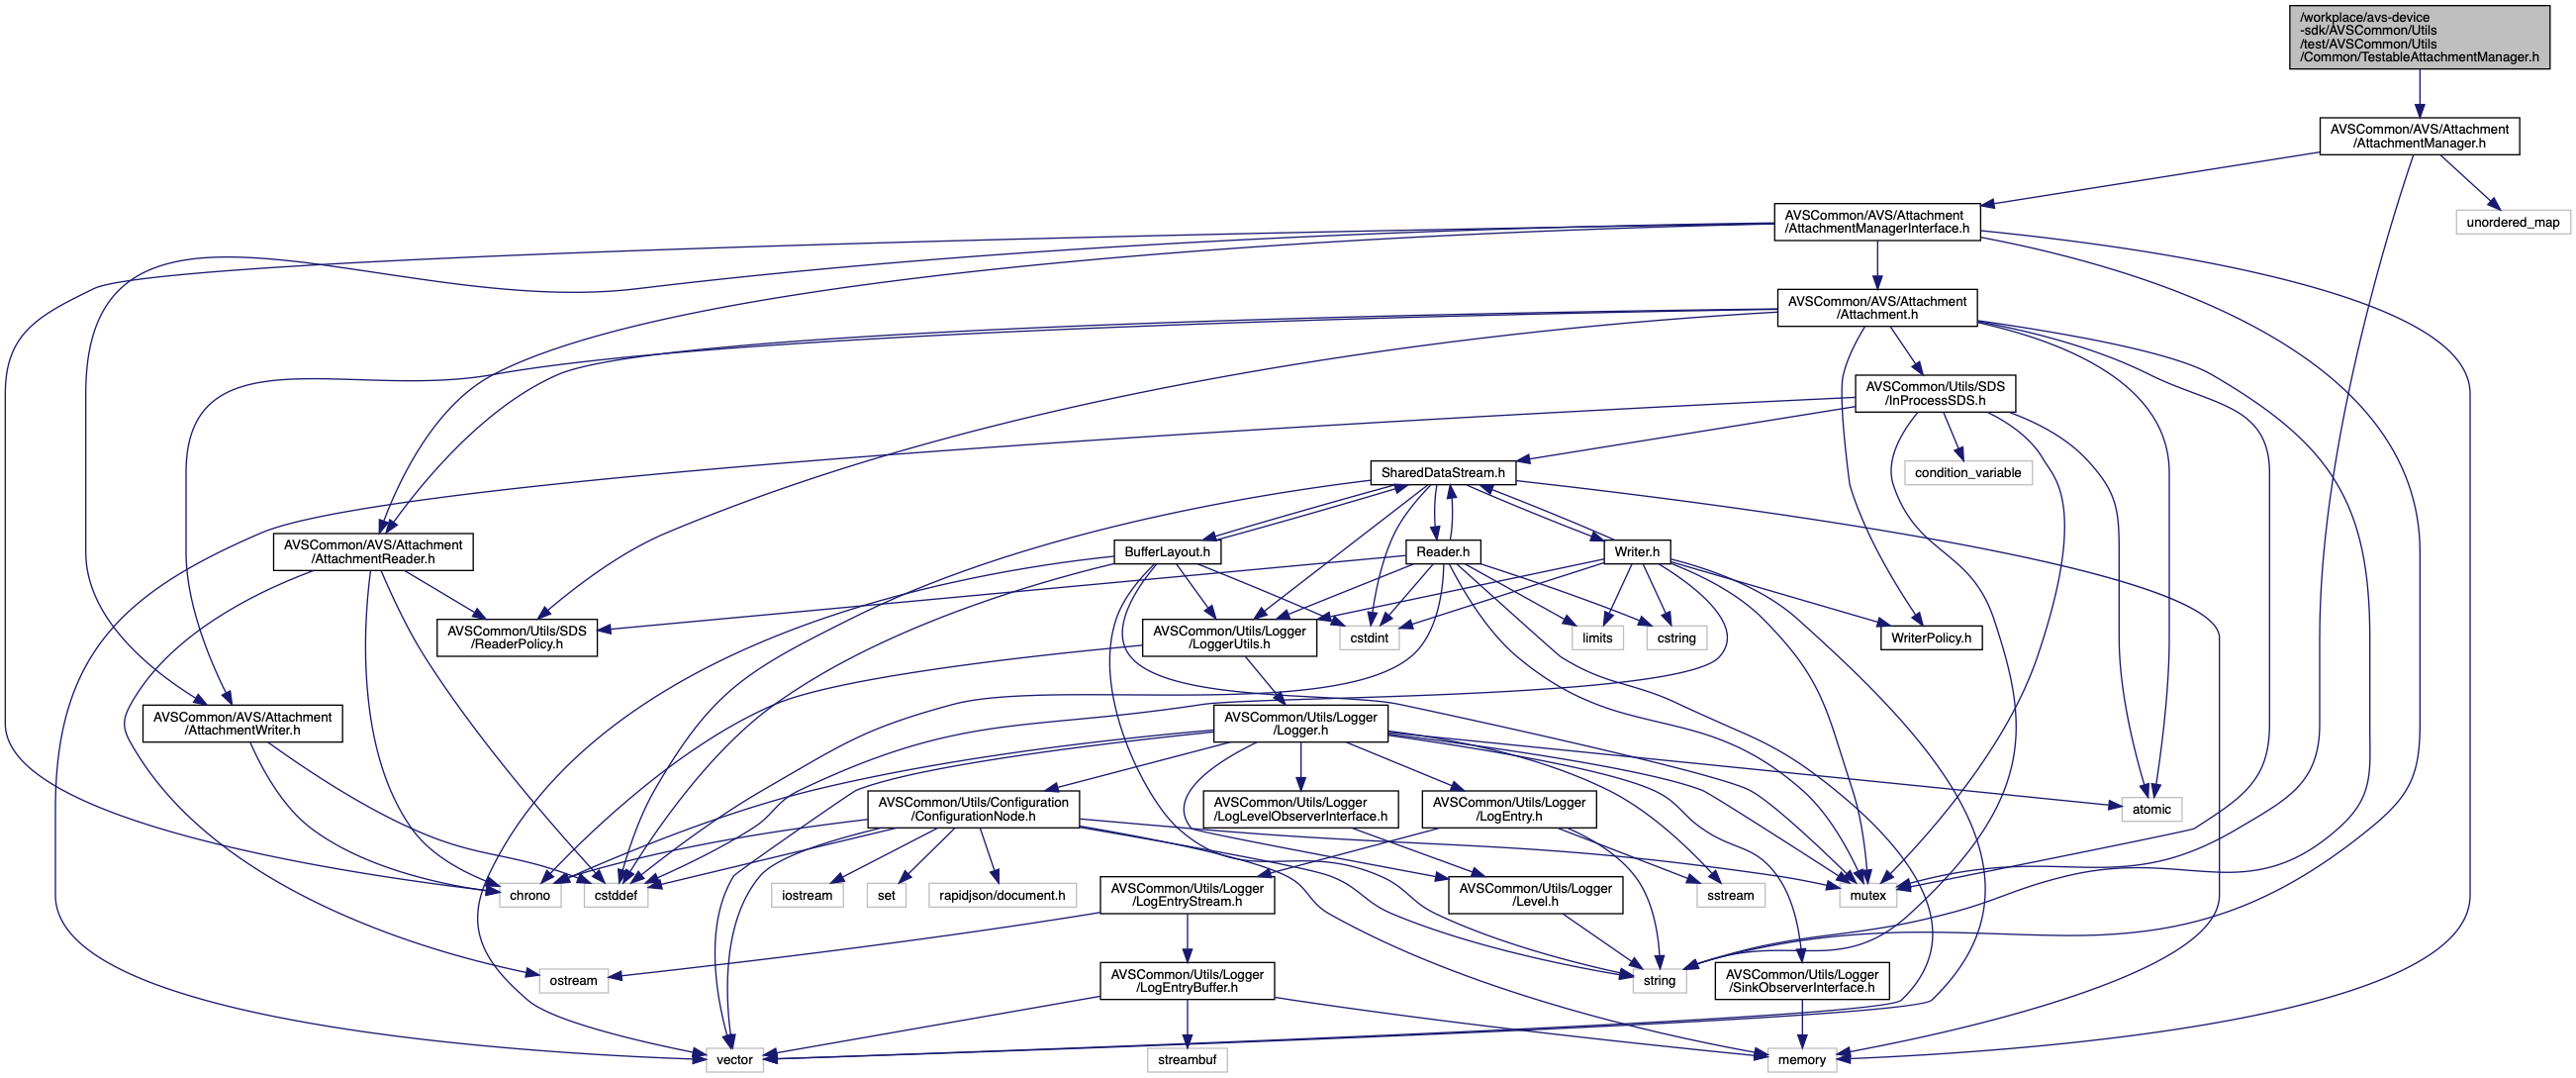 /workplace/avs-device
-sdk/AVSCommon/Utils
/test/AVSCommon/Utils
/Common/TestableAttachmentManager.h
AVSCommon/AVS/Attachment
/AttachmentManager.h
AVSCommon/AVS/Attachment
/AttachmentManagerInterface.h
unordered_map
AVSCommon/AVS/Attachment
/Attachment.h
AVSCommon/Utils/SDS
/InProcessSDS.h
SharedDataStream.h
condition_variable
AVSCommon/AVS/Attachment
/AttachmentReader.h
BufferLayout.h
Reader.h
Writer.h
AVSCommon/Utils/SDS
/ReaderPolicy.h
AVSCommon/Utils/Logger
/LoggerUtils.h
cstdint
limits
cstring
WriterPolicy.h
AVSCommon/AVS/Attachment
/AttachmentWriter.h
AVSCommon/Utils/Logger
/Logger.h
AVSCommon/Utils/Configuration
/ConfigurationNode.h
AVSCommon/Utils/Logger
/LogLevelObserverInterface.h
AVSCommon/Utils/Logger
/LogEntry.h
atomic
chrono
cstddef
iostream
set
rapidjson/document.h
AVSCommon/Utils/Logger
/LogEntryStream.h
AVSCommon/Utils/Logger
/Level.h
sstream
mutex
ostream
AVSCommon/Utils/Logger
/LogEntryBuffer.h
string
AVSCommon/Utils/Logger
/SinkObserverInterface.h
vector
streambuf
memory